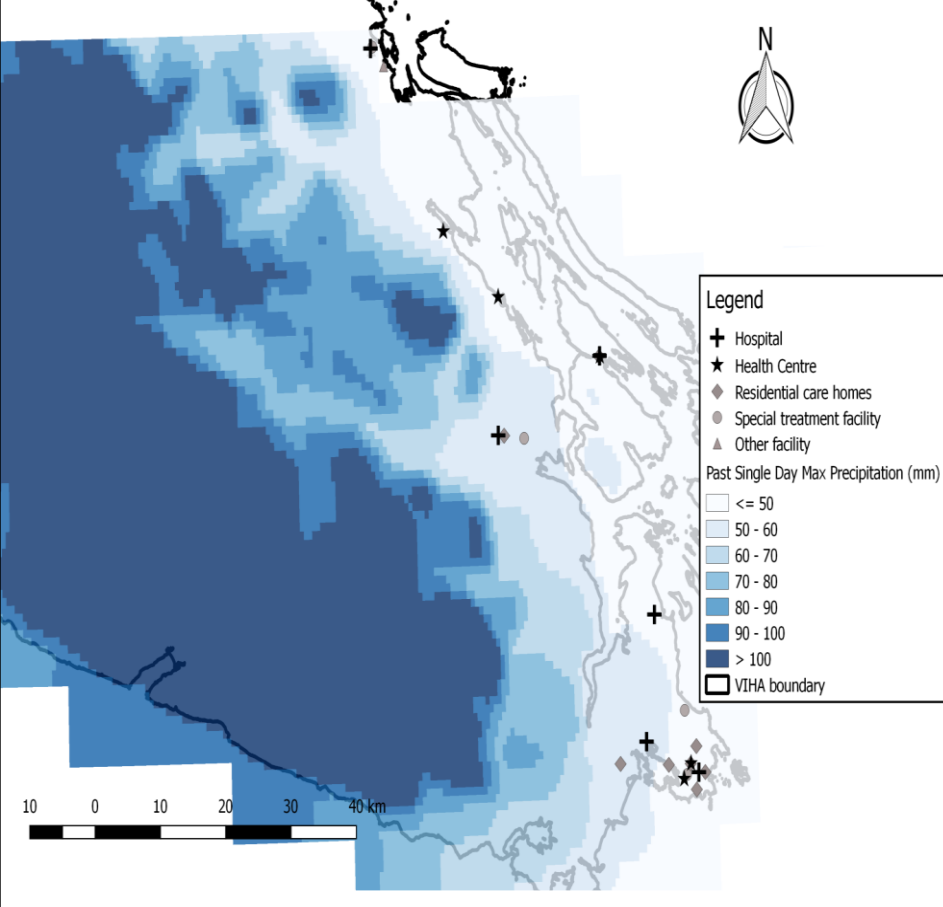 N
Legend
Hospital
Health Centre
Residential care homes
Special treatment facility
Other facility
Past Single Day Max Precipitation (mm)
<= 50
50 - 60
60 - 70
70 - 80
80 - 90
90 - 100
> 100
VIHA boundary
10 0 10 20 30 40 km